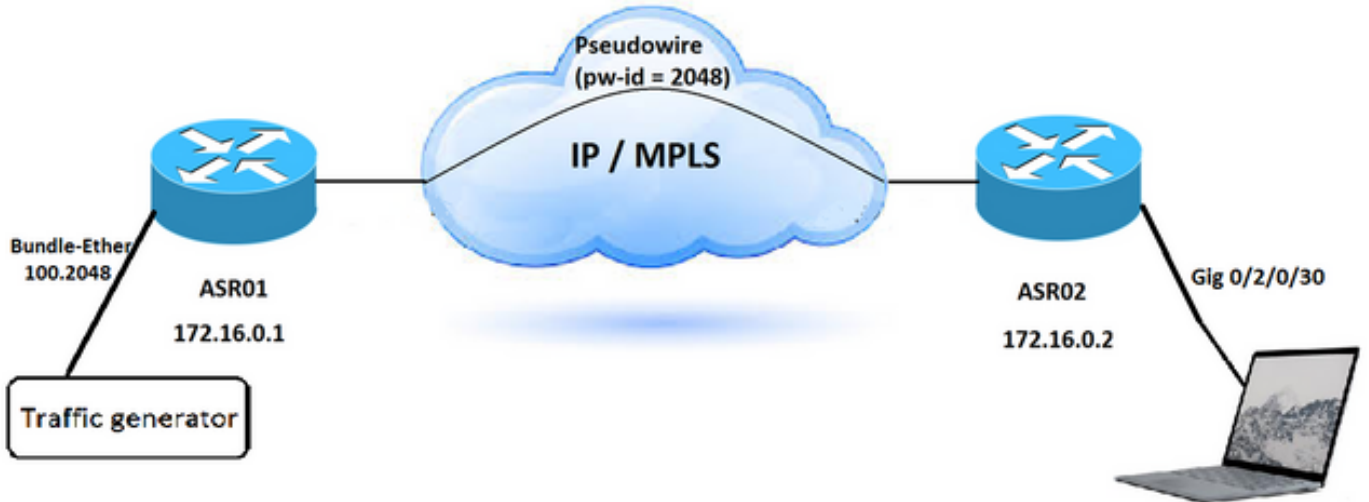 Pseudowire
(pw-id = 2048)
IP / MPLS
Bundle-Ether
100.2048
ASR01
172.16.0.1
Traffic generator
ASR02
172.16.0.2
Gig 0/2/0/30